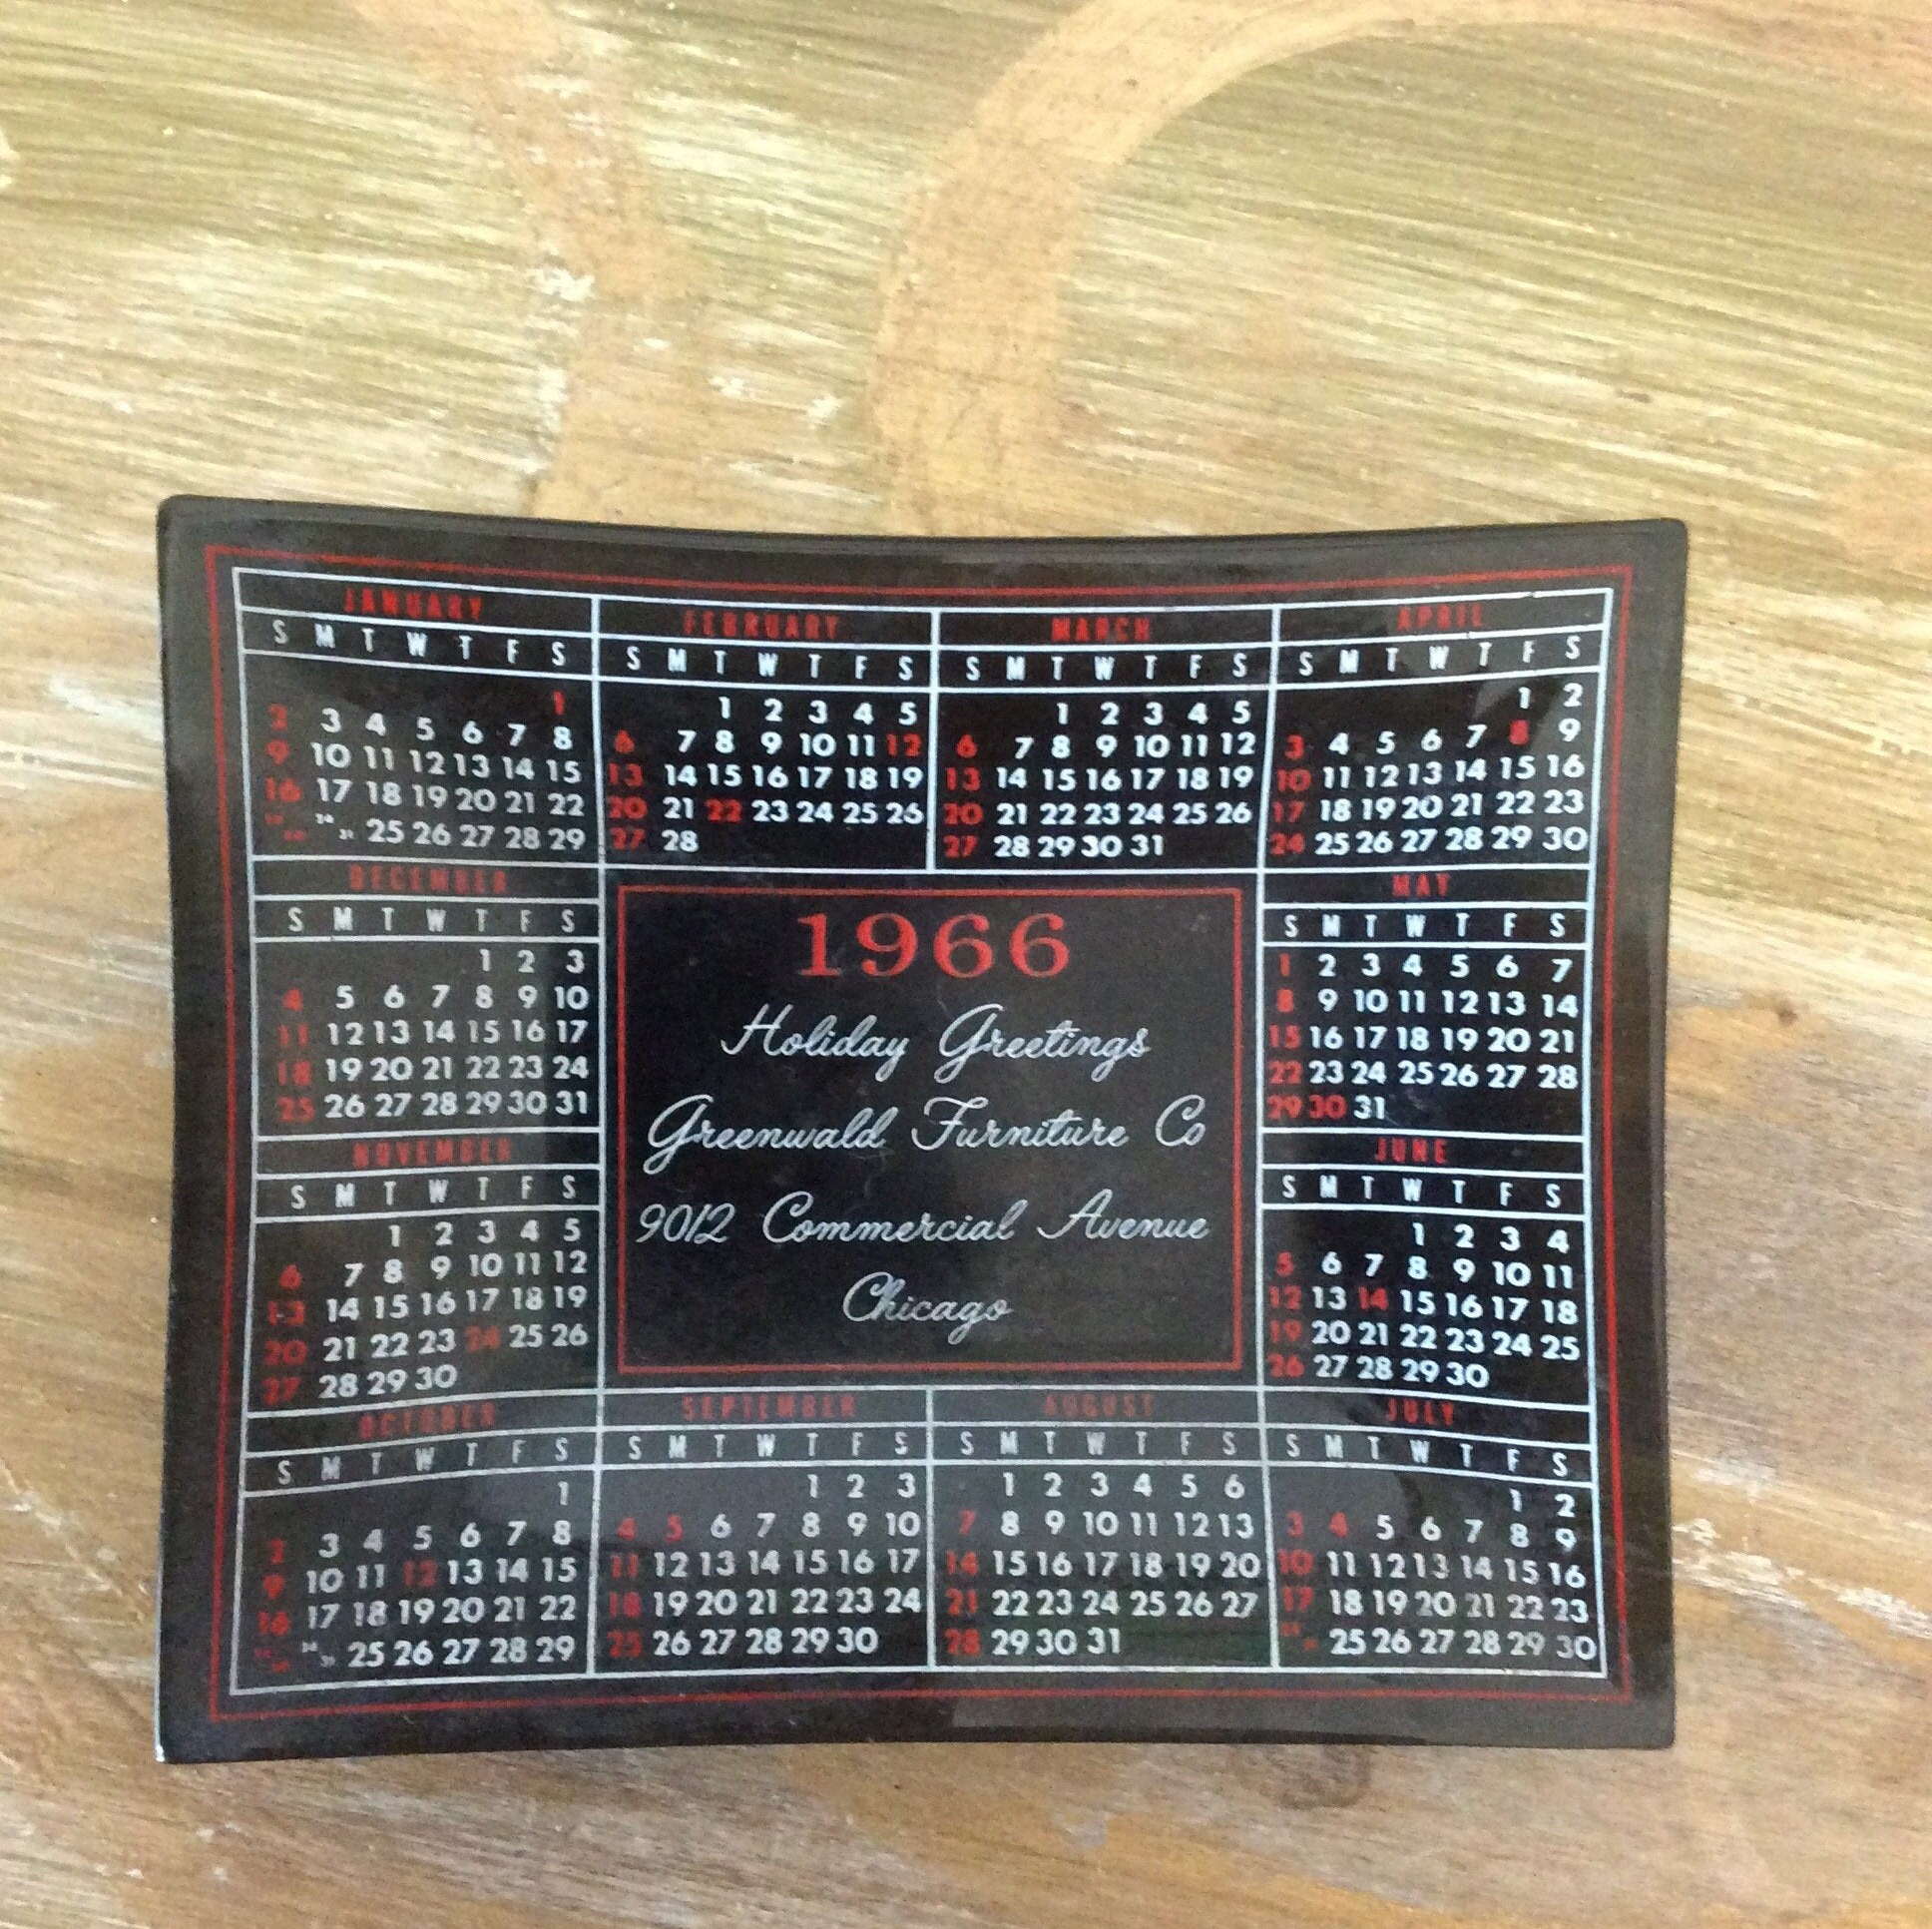 JANUARY
S M T W T F S
1
2 3 4 5 6 7 8
9 10 11 12 13 14 15
16 17 18 19 20 21 22
25 26 27 28 29
FEBRUARY
S M T W T F S
1 2 3 4 5
6 7 8 9 10 11 12
13 14 15 16 17 18 19
20 21 22 23 24 25 26
27 28
MARCH
S M T W T F S
1 2 3 4 5
6 7 8 9 10 11 12
13 14 15 16 17 18 19
20 21 22 23 24 25 26
27 28 29 30 31
APRIL
S M T W T F S
1 2
3 4 5 6 7 8 9
10 11 12 13 14 15 16
17 18 19 20 21 22 23
24 25 26 27 28 29 30
DECEMBER
S M T W T F S
1 2 3
4 5 6 7 8 9 10
11 12 13 14 15 16 17
18 19 20 21 22 23 24
25 26 27 28 29 30 31
1966
Holiday Greetings
Greenwald Furniture Co
9012 Commercial Avenue
Chicago
MAY
S M T W T F S
1 2 3 4 5 6 7
8 9 10 11 12 13 14
15 16 17 18 19 20 21
22 23 24 25 26 27 28
29 30 31
NOVEMBER
S M T W T F S
1 2 3 4 5
6 7 8 9 10 11 12
13 14 15 16 17 18 19
20 21 22 23 24 25 26
27 28 29 30
JUNE
S M T W T F S
1 2 3 4
5 6 7 8 9 10 11
12 13 14 15 16 17 18
19 20 21 22 23 24 25
26 27 28 29 30
OCTOBER
S M T W T F S
1
2 3 4 5 6 7 8
9 10 11 12 13 14 15
16 17 18 19 20 21 22
25 26 27 28 29
SEPTEMBER
S M T W T F S
1 2 3
4 5 6 7 8 9 10
11 12 13 14 15 16 17
18 19 20 21 22 23 24
25 26 27 28 29 30
AUGUST
S M T W T F S
1 2 3 4 5 6
7 8 9 10 11 12 13
14 15 16 17 18 19 20
21 22 23 24 25 26 27
28 29 30 31
JULY
S M T W T F S
1 2
3 4 5 6 7 8 9
10 11 12 13 14 15 16
17 18 19 20 21 22 23
25 26 27 28 29 30